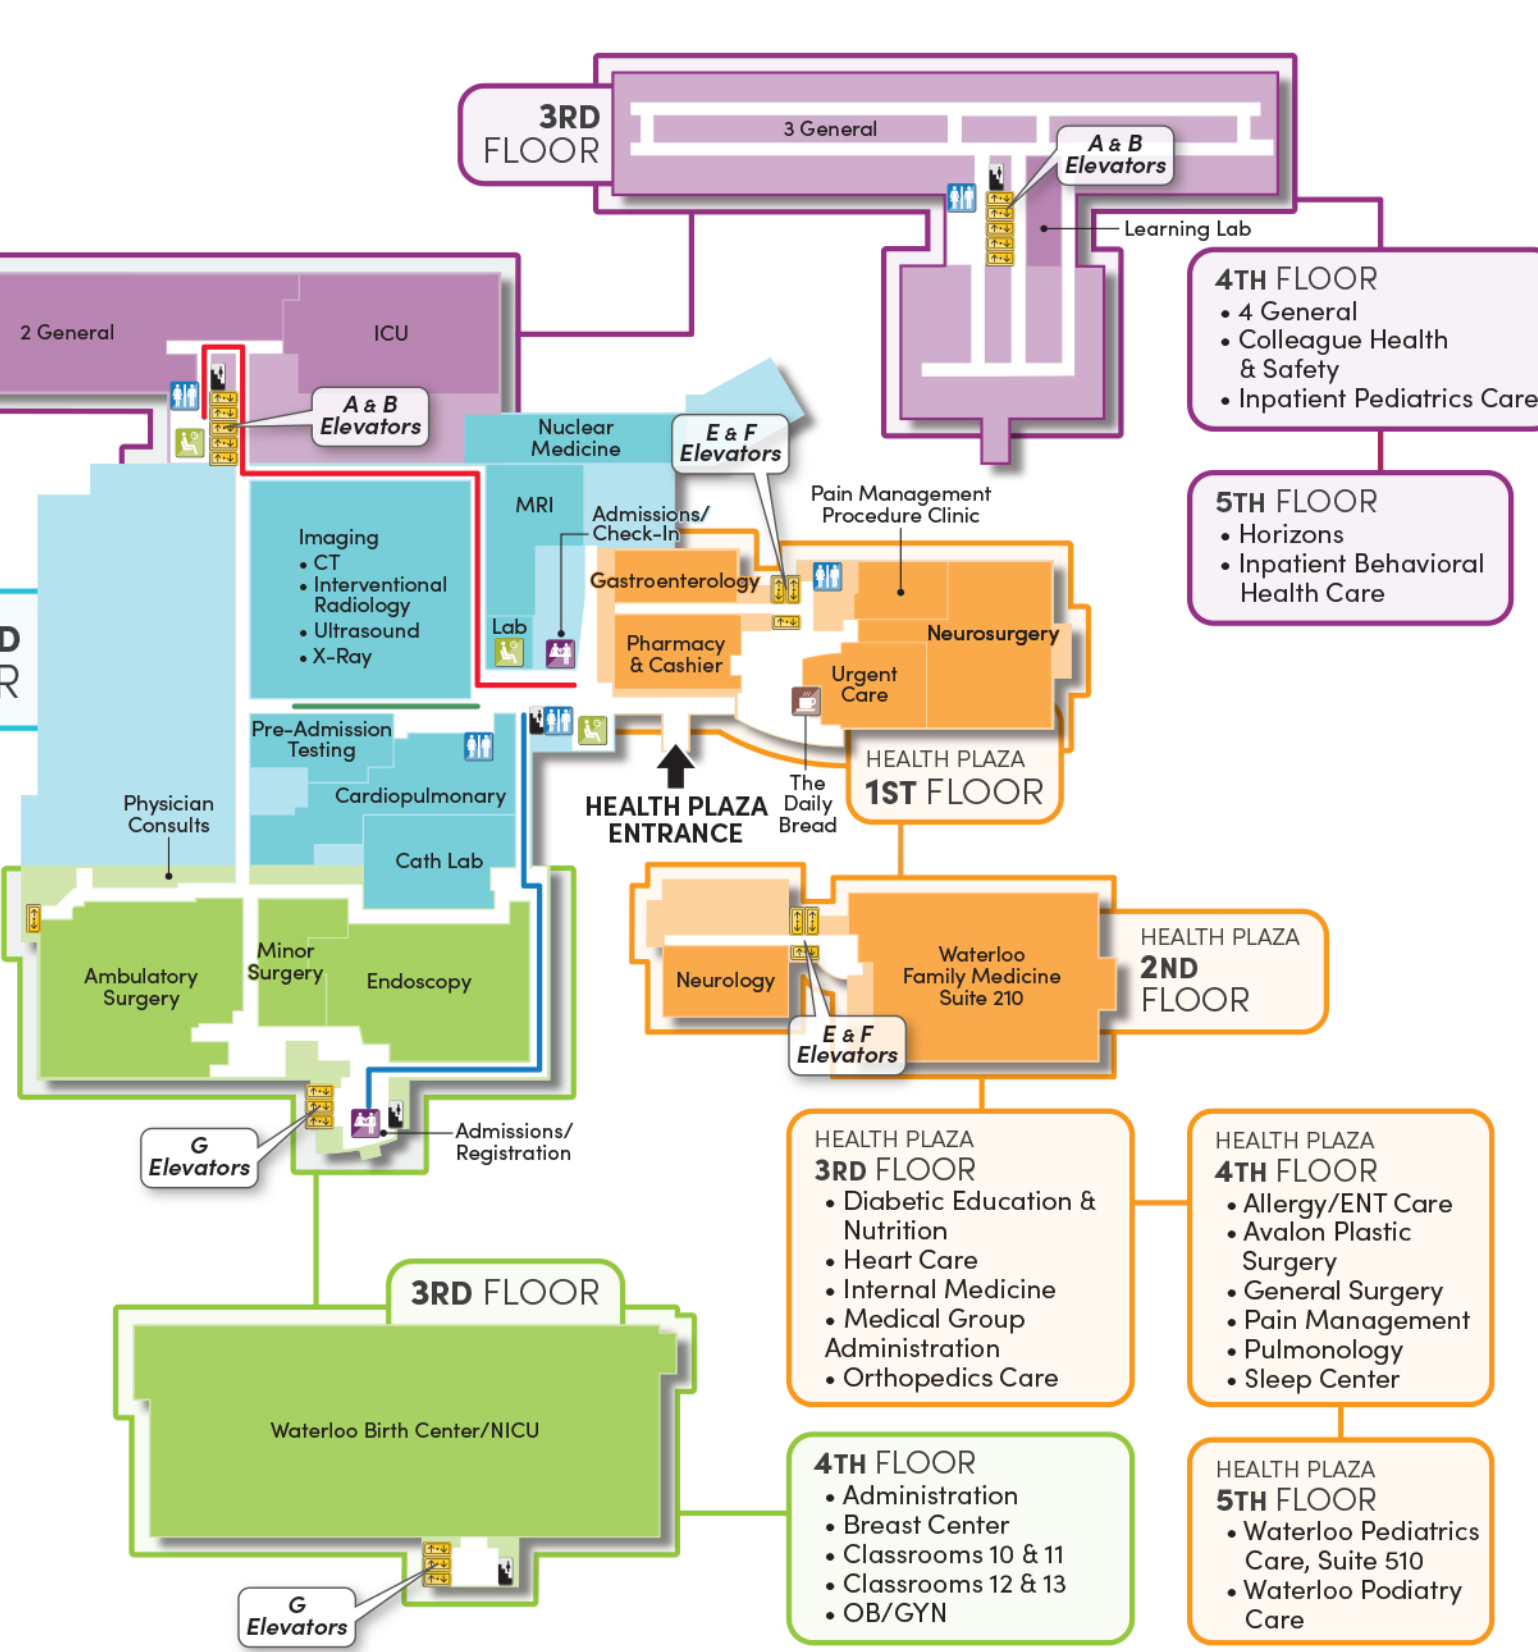 3RD
FLOOR
3 General
A & B
Elevators
Learning Lab
4TH FLOOR
• 4 General
• Colleague Health
& Safety
• Inpatient Pediatrics Care
5TH FLOOR
• Horizons
• Inpatient Behavioral
Health Care
2 General
ICU
A & B
Elevators
Nuclear
Medicine
E & F
Elevators
MRI
Admissions/
Check-In
Pain Management
Procedure Clinic
Imaging
• CT
• Interventional
Radiology
• Ultrasound
• X-Ray
Lab
Gastroenterology
Pharmacy
& Cashier
Neurosurgery
Urgent
Care
D
R
Pre-Admission
Testing
Cardiopulmonary
Cath Lab
Physician
Consults
HEALTH PLAZA
ENTRANCE
The
Daily
Bread
HEALTH PLAZA
1ST FLOOR
Ambulatory
Surgery
Minor
Surgery
Endoscopy
Neurology
Waterloo
Family Medicine
Suite 210
HEALTH PLAZA
2ND
FLOOR
E & F
Elevators
G
Elevators
Admissions/
Registration
HEALTH PLAZA
3RD FLOOR
• Diabetic Education &
Nutrition
• Heart Care
• Internal Medicine
• Medical Group
Administration
• Orthopedics Care
HEALTH PLAZA
4TH FLOOR
• Allergy/ENT Care
• Avalon Plastic
Surgery
• General Surgery
• Pain Management
• Pulmonology
• Sleep Center
3RD FLOOR
Waterloo Birth Center/NICU
G
Elevators
4TH FLOOR
• Administration
• Breast Center
• Classrooms 10 & 11
• Classrooms 12 & 13
• OB/GYN
HEALTH PLAZA
5TH FLOOR
• Waterloo Pediatrics
Care, Suite 510
• Waterloo Podiatry
Care